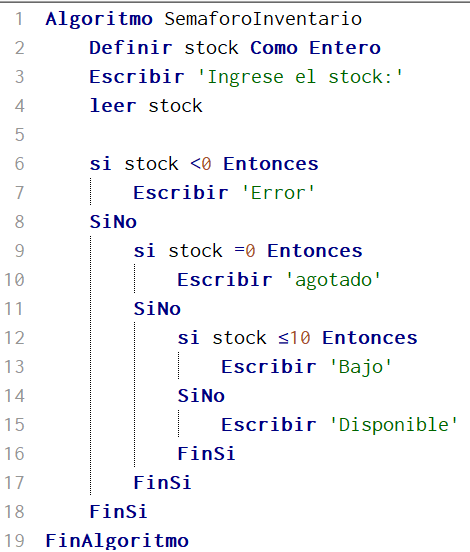 1 Algoritmo SemaforoInventario
2 Definir stock Como Entero
3 Escribir 'Ingrese el stock:'
4 leer stock
5
6 si stock <0 Entonces
7 Escribir 'Error'
8 SiNo
9 si stock =0 Entonces
10 Escribir 'agotado'
11 SiNo
12 si stock ≤10 Entonces
13 Escribir 'Bajo'
14 SiNo
15 Escribir 'Disponible'
16 FinSi
17 FinSi
18 FinSi
19 FinAlgoritmo